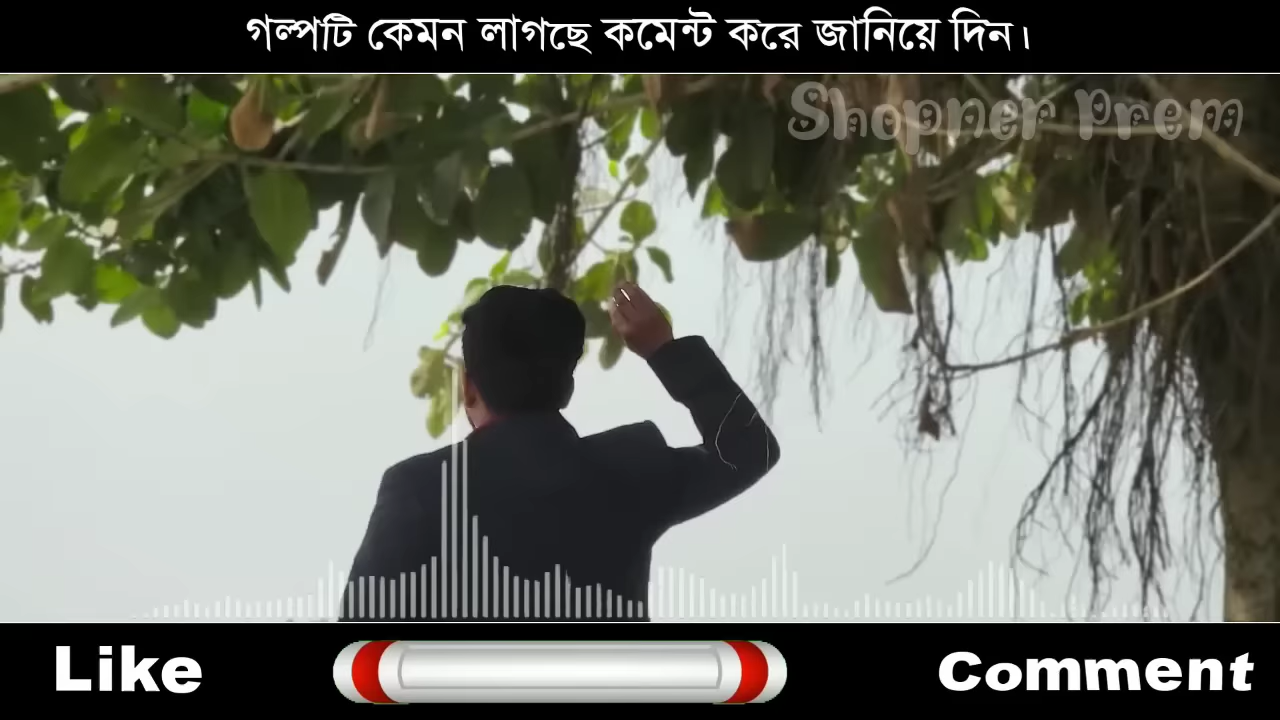 গল্পটি কেমন লাগছে কমেন্ট করে জানিয়ে দিন।
Shopner Prem
Like
Comment